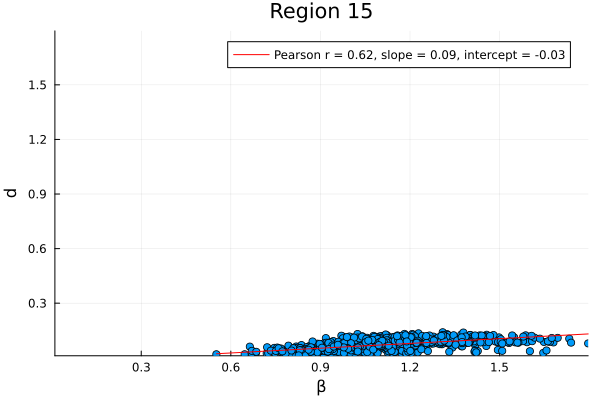 Region 15
Pearson r = 0.62, slope = 0.09, intercept = -0.03
1.5
1.2
0.9
0.6
0.3
d
0.3 0.6 0.9 1.2 1.5
β